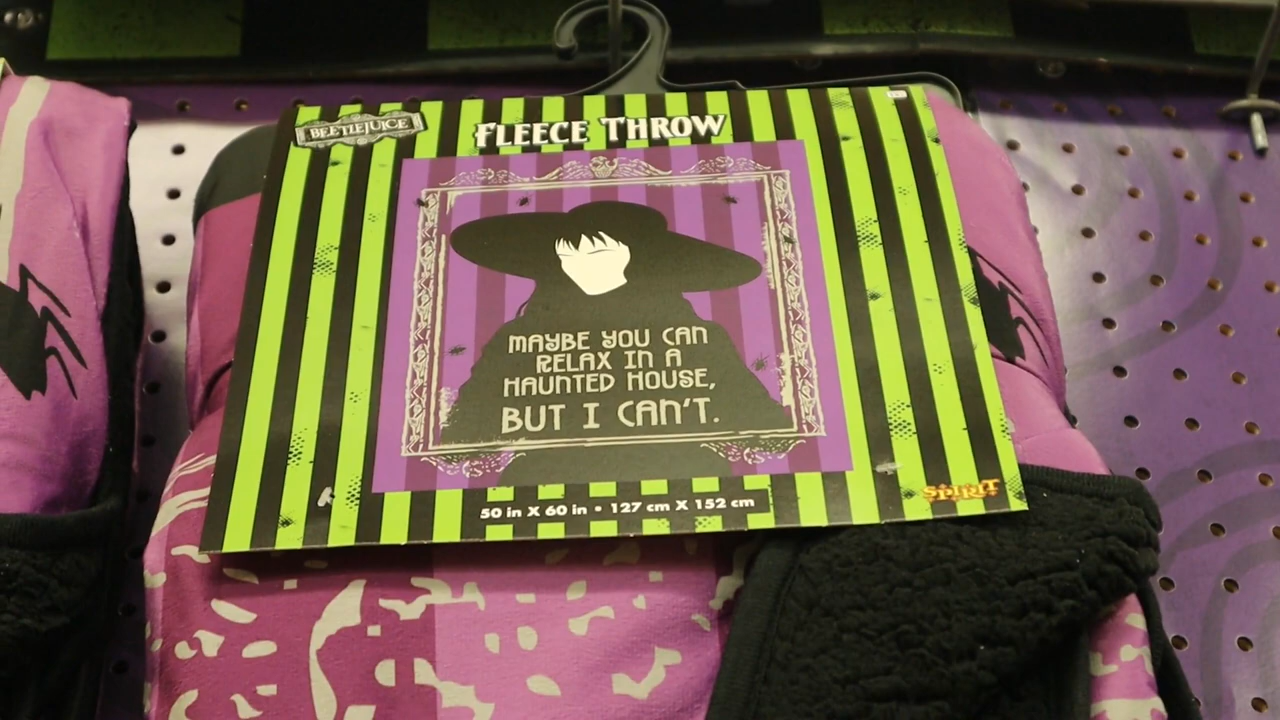 BEETLEJUICE
FLEECE THROW
MAYBE YOU CAN
RELAX IN A
HAUNTED HOUSE,
BUT I CAN'T.
50 in X 60 in • 127 cm X 152 cm
SPIRIT